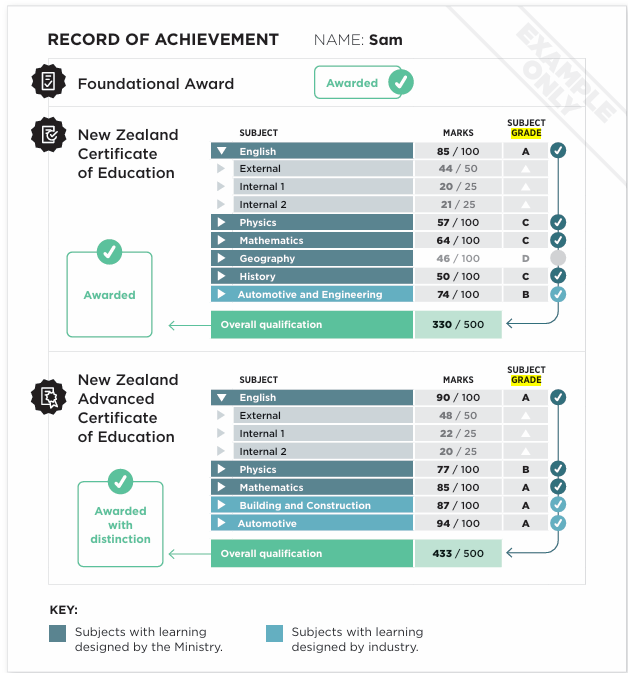 RECORD OF ACHIEVEMENT NAME: Sam
EXAMPLE
ONLY
Foundational Award Awarded
New Zealand
Certificate
of Education
SUBJECT MARKS SUBJECT
GRADE
English 85 / 100 A
External 44 / 50
Internal 1 20 / 25
Internal 2 21 / 25
Physics 57 / 100 C
Mathematics 64 / 100 C
Geography 46 / 100 D
History 50 / 100 C
Automotive and Engineering 74 / 100 B
Awarded
Overall qualification 330 / 500
New Zealand
Advanced
Certificate
of Education
SUBJECT MARKS SUBJECT
GRADE
English 90 / 100 A
External 48 / 50
Internal 1 22 / 25
Internal 2 20 / 25
Physics 77 / 100 B
Mathematics 85 / 100 A
Building and Construction 87 / 100 A
Automotive 94 / 100 A
Awarded
with
distinction
Overall qualification 433 / 500
KEY:
Subjects with learning
designed by the Ministry.
Subjects with learning
designed by industry.